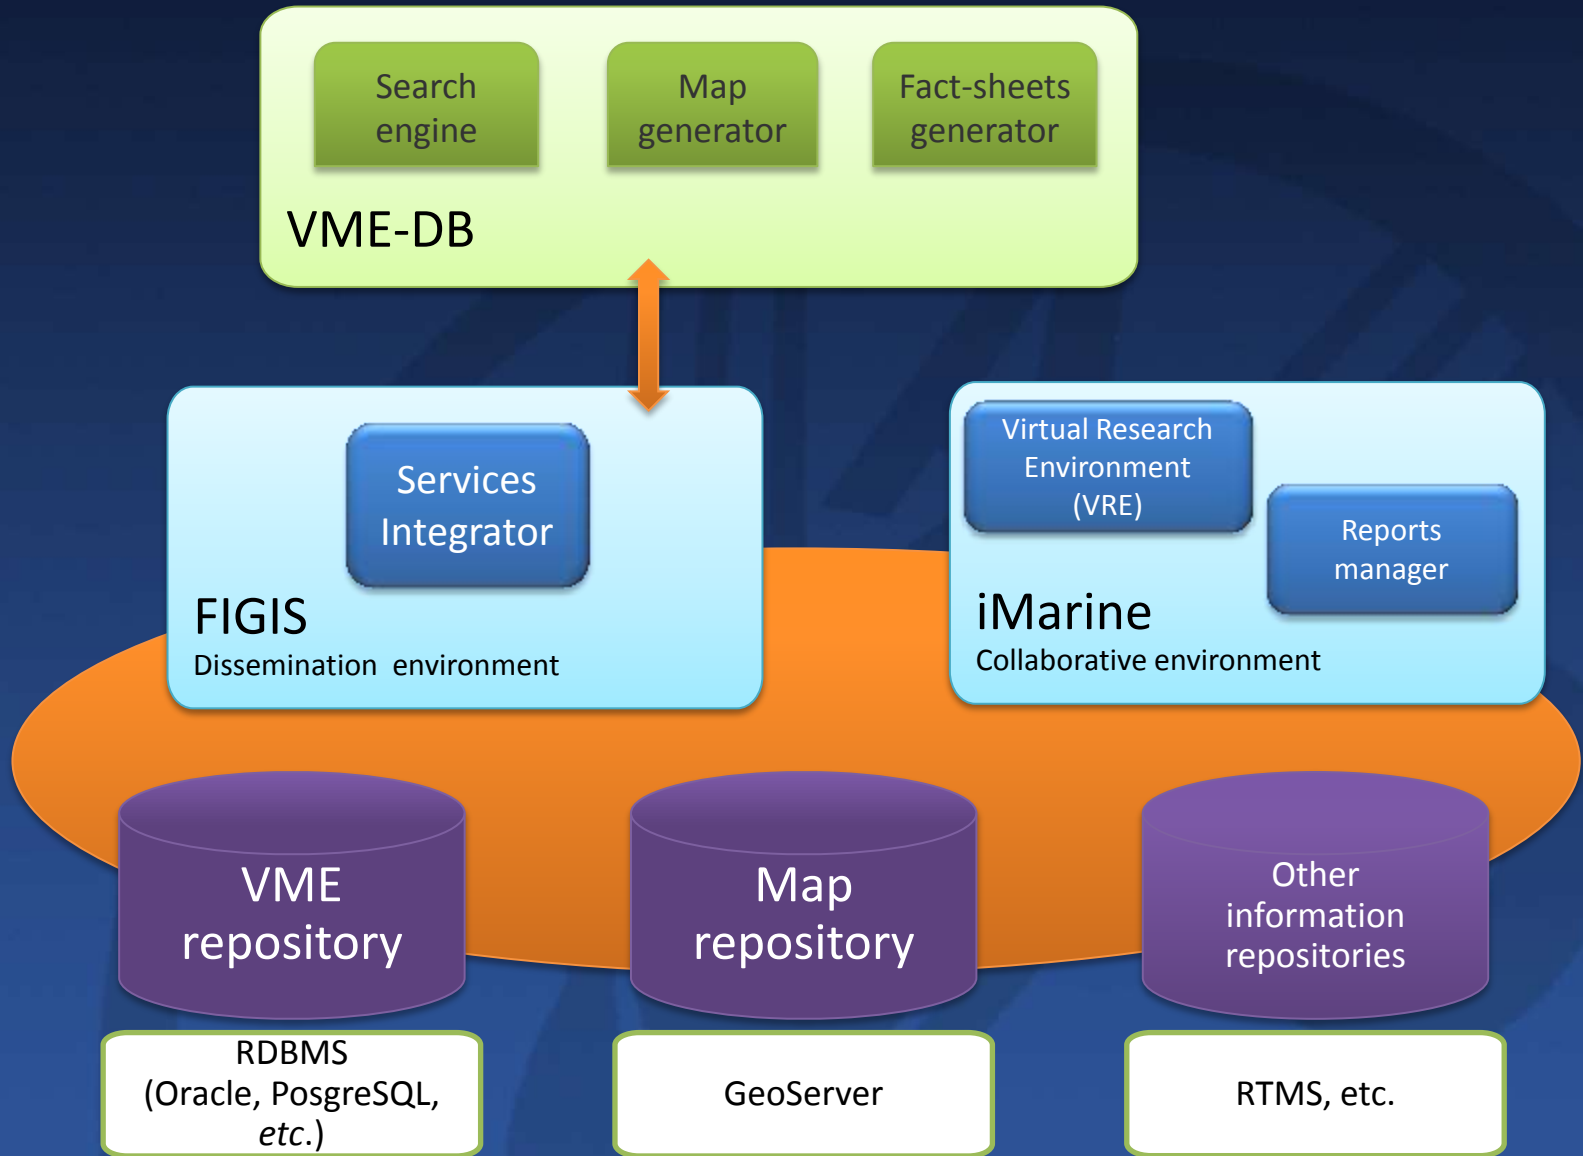 Search
engine
Map
generator
Fact-sheets
generator
VME-DB
Services
Integrator
FIGIS
Dissemination environment
Virtual Research
Environment
(VRE)
Reports
manager
iMarine
Collaborative environment
VME
repository
Map
repository
Other
information
repositories
RDBMS
(Oracle, PosgreSQL,
etc.)
GeoServer
RTMS, etc.